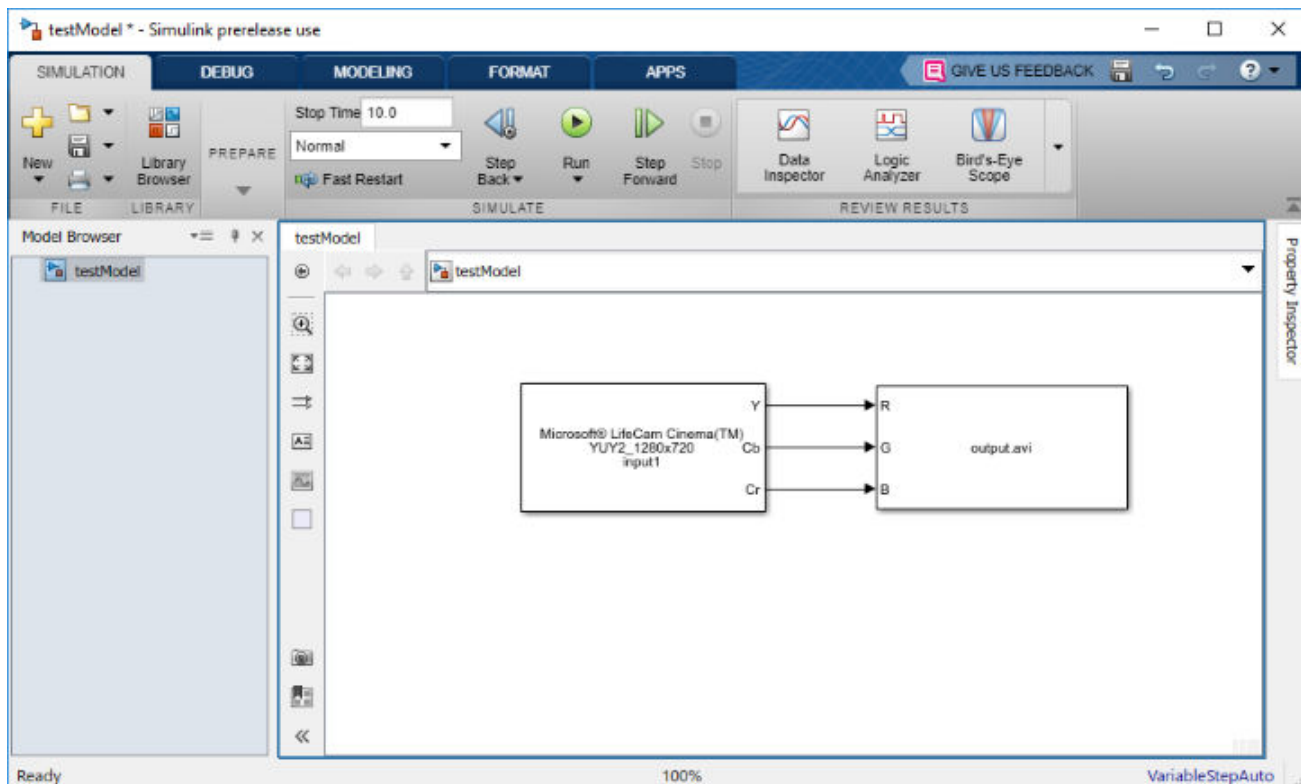 testModel * - Simulink prerelease use
SIMULATION DEBUG MODELING FORMAT APPS GIVE US FEEDBACK ?
New
Library Browser
PREPARE
Stop Time 10.0
Normal
Fast Restart
Step Back
Run
Step Forward
Stop
Data Inspector
Logic Analyzer
Bird's-Eye Scope
FILE LIBRARY SIMULATE REVIEW RESULTS
Model Browser
testModel
testModel
testModel
Property Inspector
Microsoft® LifeCam Cinema(TM)
YUY2_1280x720
input1
Y
Cb
Cr
R
G
B
output.avi
Ready 100% VariableStepAuto